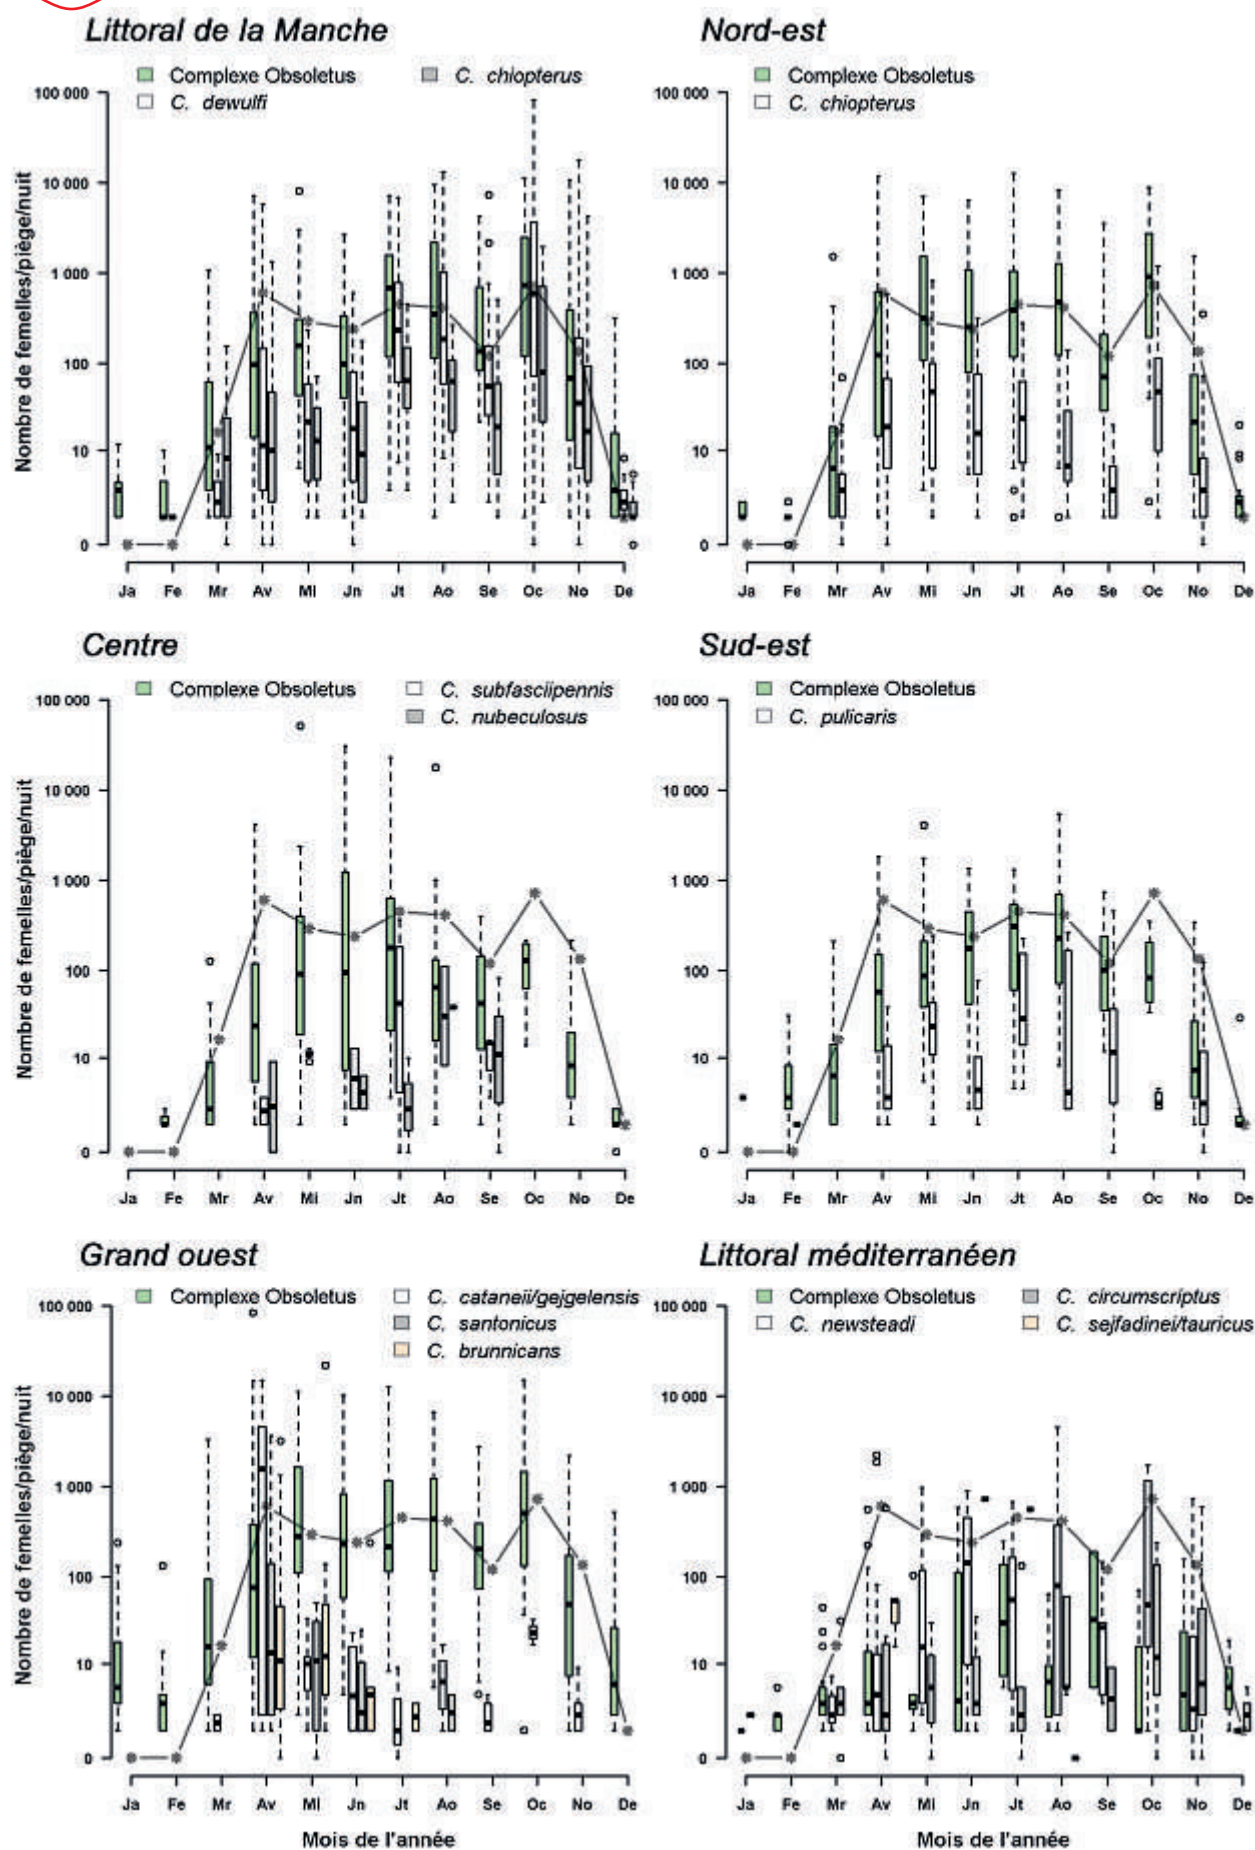 Littoral de la Manche
Complexe Obsoletus
C. chiopterus
C. dewulfi
Nombre de femelles/piège/nuit
100 000
10 000
1 000
100
10
0
Ja Fe Mr Av Mi Jn Jt Ao Se Oc No De
Nord-est
Complexe Obsoletus
C. chiopterus
100 000
10 000
1 000
100
10
0
Ja Fe Mr Av Mi Jn Jt Ao Se Oc No De
Centre
Complexe Obsoletus
C. subfasciipennis
C. nubeculosus
Nombre de femelles/piège/nuit
100 000
10 000
1 000
100
10
0
Ja Fe Mr Av Mi Jn Jt Ao Se Oc No De
Sud-est
Complexe Obsoletus
C. pulicaris
100 000
10 000
1 000
100
10
0
Ja Fe Mr Av Mi Jn Jt Ao Se Oc No De
Grand ouest
Complexe Obsoletus
C. cataneii/gejgelensis
C. santonicus
C. brunnicans
Nombre de femelles/piège/nuit
100 000
10 000
1 000
100
10
0
Ja Fe Mr Av Mi Jn Jt Ao Se Oc No De
Mois de l'année
Littoral méditerranéen
Complexe Obsoletus
C. circumscriptus
C. newsteadi
C. sejfadinei/tauricus
100 000
10 000
1 000
100
10
0
Ja Fe Mr Av Mi Jn Jt Ao Se Oc No De
Mois de l'année